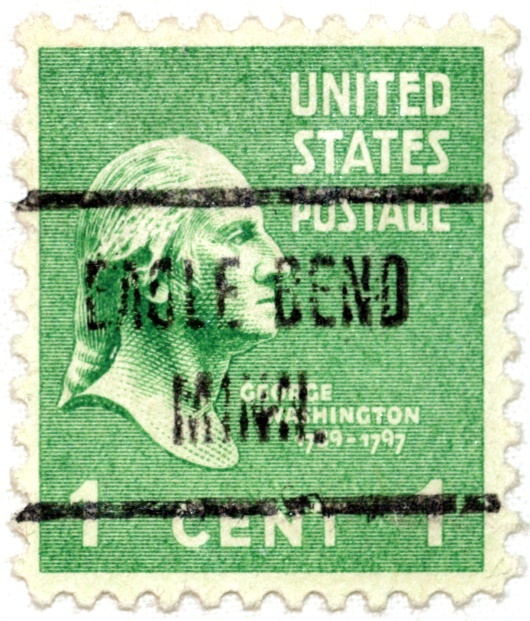 UNITED
STATES
POSTAGE
EAGLE BEND
MINN.
GEORGE
WASHINGTON
1789-1797
1 CENT 1